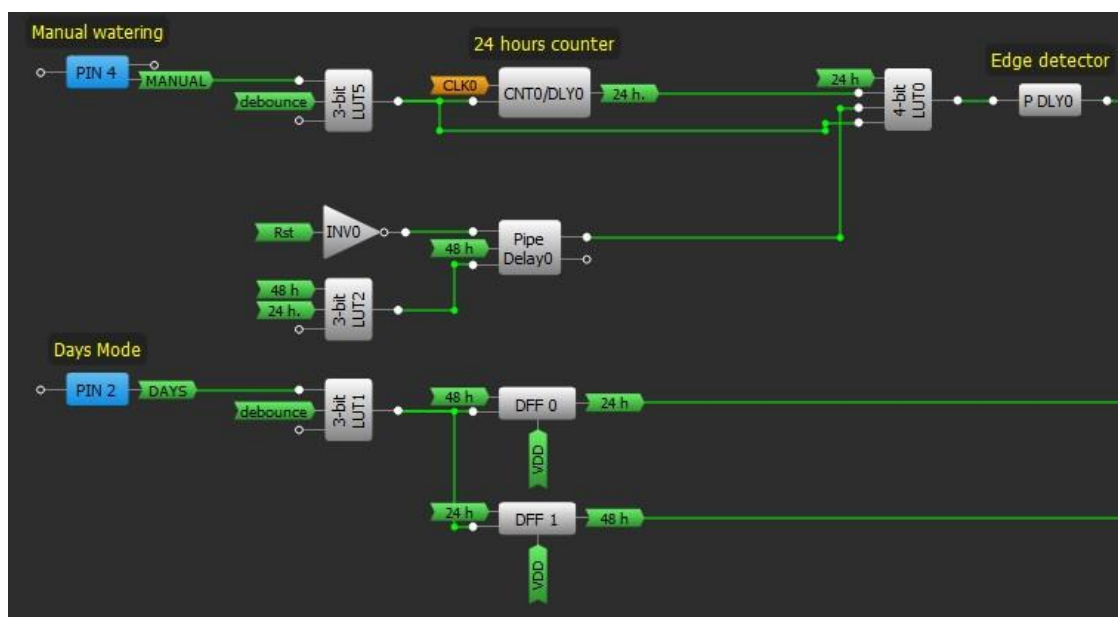 Manual watering
PIN 4
MANUAL
debounce
3-bit
LUT5
24 hours counter
CLK0
CNT0/DLY0
24 h.
24 h
4-bit
LUT0
Edge detector
P DLY0
Rst
INV0
48 h
Pipe
Delay0
48 h
24 h.
3-bit
LUT2
Days Mode
PIN 2
DAYS
debounce
3-bit
LUT1
48 h
DFF 0
24 h
VDD
24 h
DFF 1
48 h
VDD